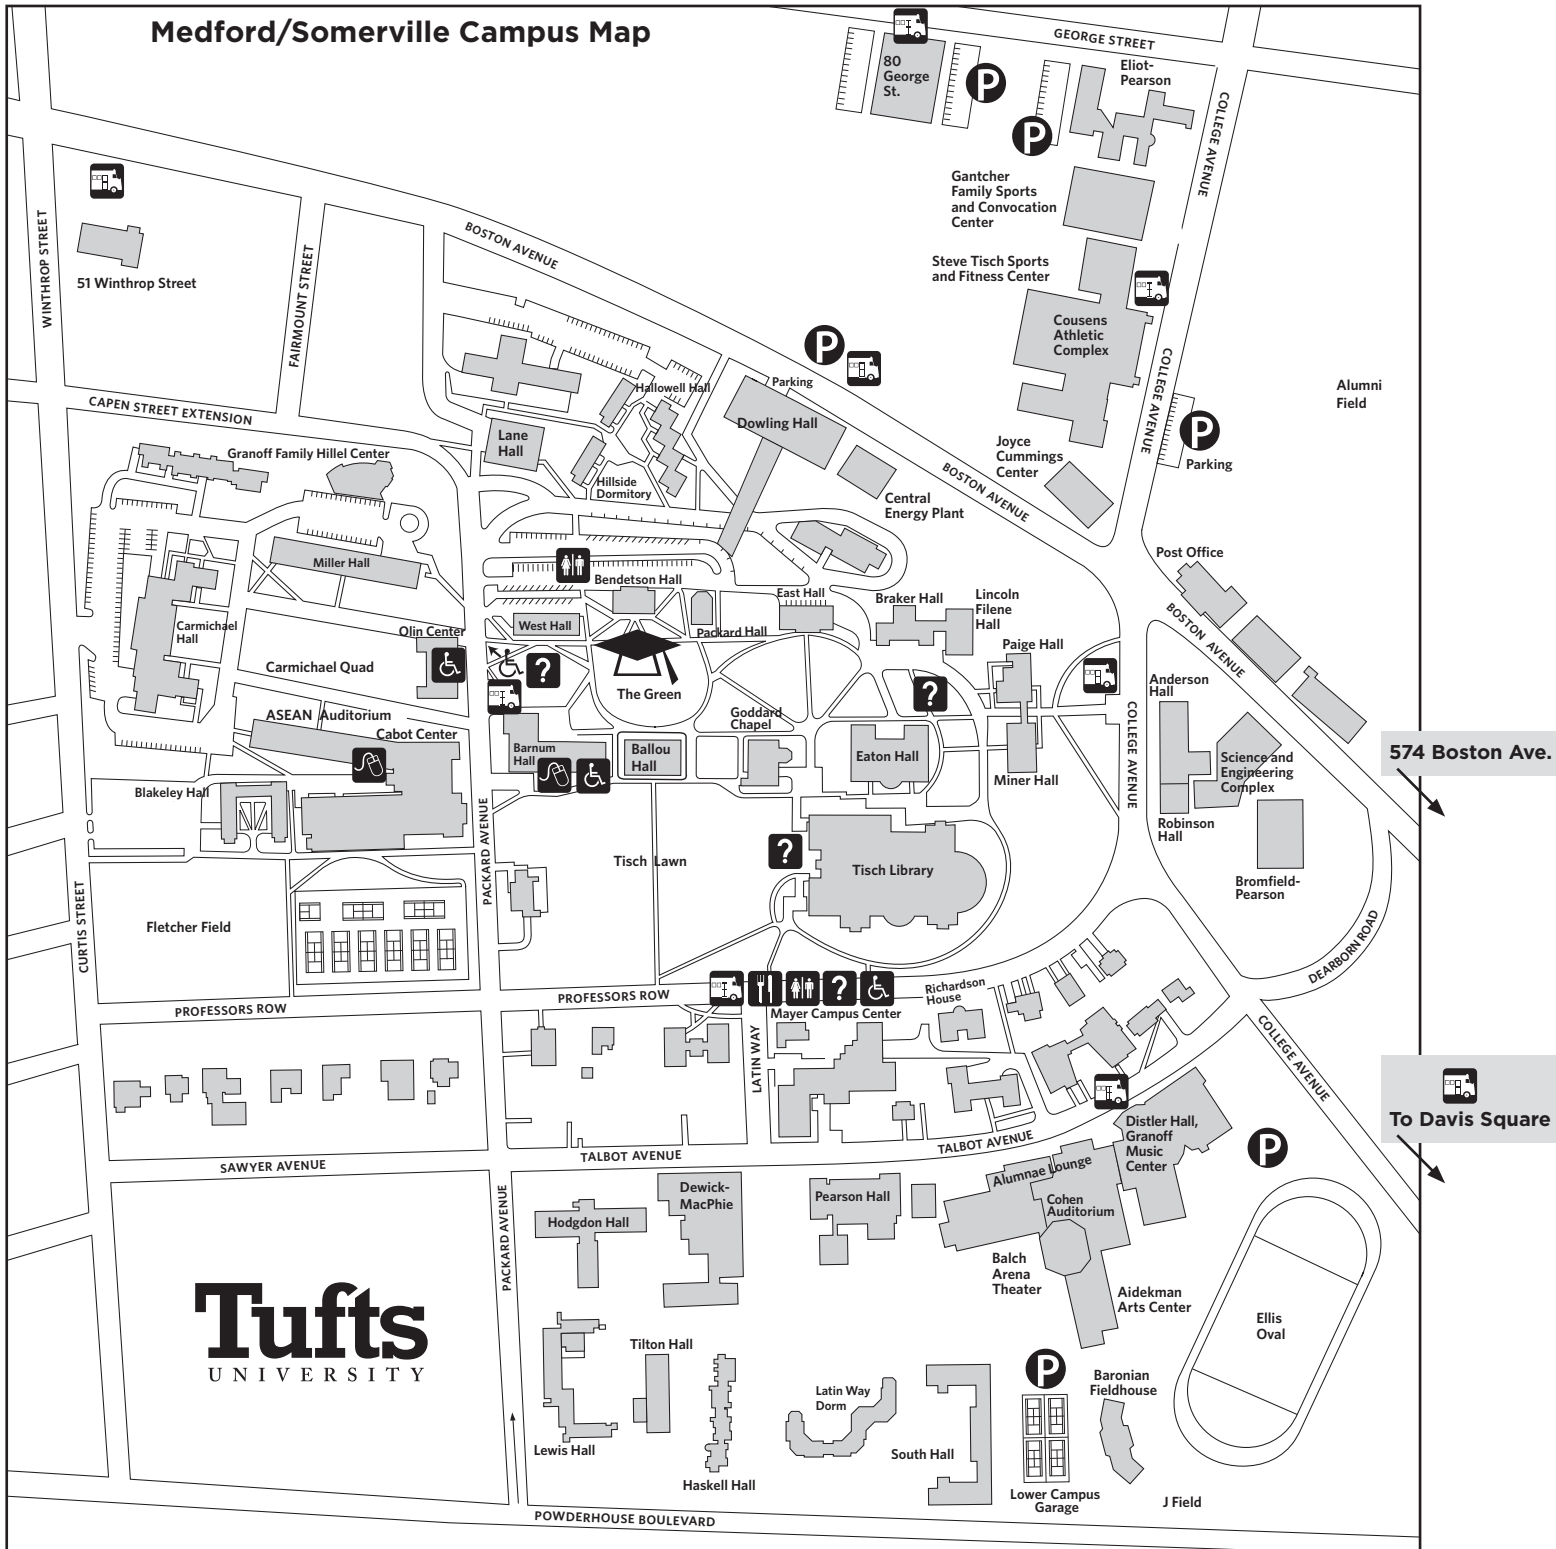 Medford/Somerville Campus Map
GEORGE STREET
80
George
St.
P
Eliot-
Pearson
P
COLLEGE AVENUE
Gantcher
Family Sports
and Convocation
Center
WINTHROP STREET
51 Winthrop Street
FAIRMOUNT STREET
BOSTON AVENUE
Steve Tisch Sports
and Fitness Center
Cousens
Athletic
Complex
P
COLLEGE AVENUE
Alumni
Field
CAPEN STREET EXTENSION
Hallowell Hall
Parking
Dowling Hall
P
Parking
Lane
Hall
Granoff Family Hillel Center
Hillside
Dormitory
Joyce
Cummings
Center
BOSTON AVENUE
Central
Energy Plant
Miller Hall
Bendetson Hall
Post Office
East Hall
Braker Hall
Lincoln
Filene
Hall
BOSTON AVENUE
Carmichael
Hall
Olin Center
West Hall
Packard Hall
Paige Hall
Carmichael Quad
?
The Green
?
Anderson
Hall
ASEAN Auditorium
Cabot Center
Goddard
Chapel
COLLEGE AVENUE
Barnum
Hall
Ballou
Hall
Eaton Hall
Miner Hall
Science and
Engineering
Complex
574 Boston Ave.
Blakeley Hall
Robinson
Hall
PACKARD AVENUE
Tisch Lawn
?
Tisch Library
Bromfield-
Pearson
CURTIS STREET
Fletcher Field
DEARBORN ROAD
PROFESSORS ROW
PROFESSORS ROW
?
Richardson
House
Mayer Campus Center
COLLEGE AVENUE
LATIN WAY
To Davis Square
Distler Hall,
Granoff
Music
Center
P
SAWYER AVENUE
TALBOT AVENUE
TALBOT AVENUE
Alumnae Lounge
Cohen
Auditorium
PACKARD AVENUE
Hodgdon Hall
Dewick-
MacPhie
Pearson Hall
Balch
Arena
Theater
Aidekman
Arts Center
Ellis
Oval
Tufts
UNIVERSITY
Tilton Hall
P
Baronian
Fieldhouse
Latin Way
Dorm
Lewis Hall
South Hall
Haskell Hall
Lower Campus
Garage
J Field
POWDERHOUSE BOULEVARD